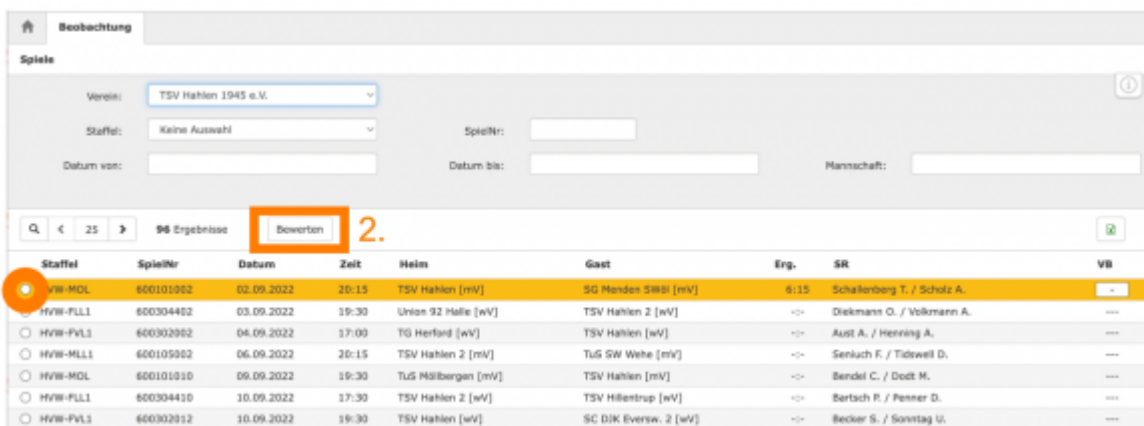 Beobachtung
Spiele
Verein: TSV Hahlen 1945 e.V.
Staffel: Keine Auswahl SpielNr:
Datum von: Datum bis: Mannschaft:
25 96 Ergebnisse Bewerten 2.
Staffel SpielNr Datum Zeit Heim Gast Erg. SR VB
HVW-MOL 600101002 02.09.2022 20:15 TSV Hahlen [mV] SG Menden SWöl [mV] 6:15 Schallenberg T. / Scholz A. -
HVW-FLL1 600304402 03.09.2022 19:30 Union 92 Halle [wV] TSV Hahlen 2 [wV] -:- Diekmann O. / Volkmann A. ---
HVW-FVL1 600302002 04.09.2022 17:00 TG Herford [wV] TSV Hahlen [wV] -:- Aust A. / Henning A. ---
HVW-MLL1 600105002 06.09.2022 20:15 TSV Hahlen 2 [mV] TuS SW Wehe [mV] -:- Seniuch F. / Tidswell D. ---
HVW-MOL 600101010 09.09.2022 19:30 TuS Möllbergen [mV] TSV Hahlen [mV] -:- Bendel C. / Dodt M. ---
HVW-FLL1 600304410 10.09.2022 17:30 TSV Hahlen 2 [wV] TSV Hillentrup [wV] -:- Bartsch P. / Penner D. ---
HVW-FVL1 600302012 10.09.2022 19:30 TSV Hahlen [wV] SC DJK Eversw. 2 [wV] -:- Becker S. / Sonntag U. ---